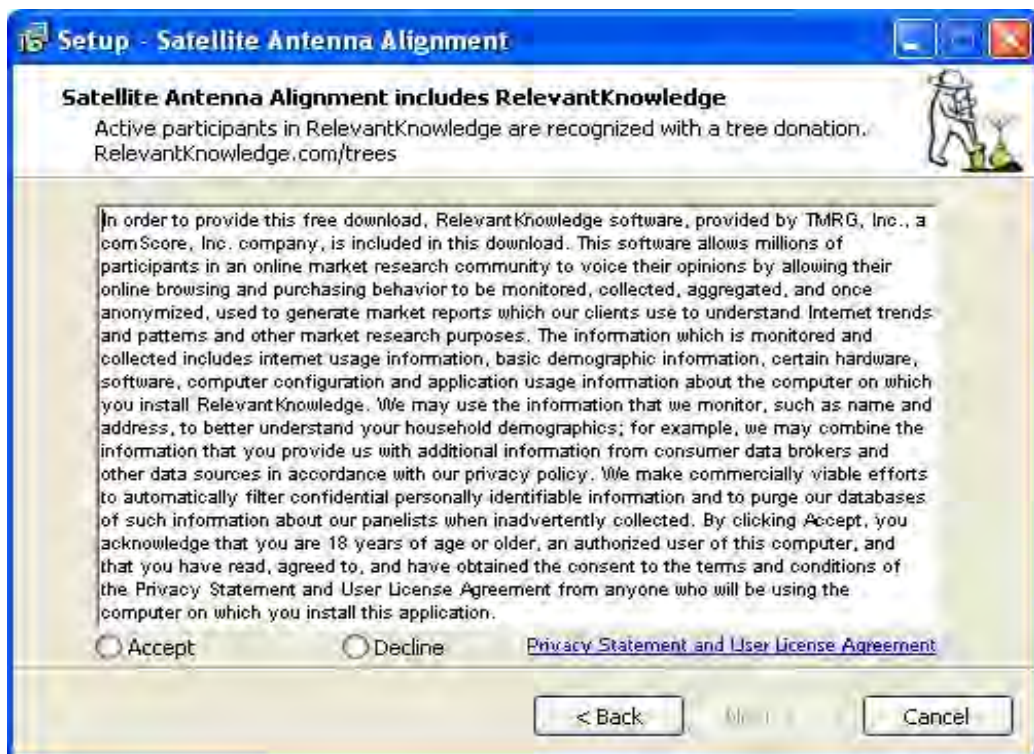 Setup - Satellite Antenna Alignment
Satellite Antenna Alignment includes RelevantKnowledge
Active participants in RelevantKnowledge are recognized with a tree donation.
RelevantKnowledge.com/trees
In order to provide this free download, RelevantKnowledge software, provided by TMRG, Inc., a
comScore, Inc. company, is included in this download. This software allows millions of
participants in an online market research community to voice their opinions by allowing their
online browsing and purchasing behavior to be monitored, collected, aggregated, and once
anonymized, used to generate market reports which our clients use to understand Internet trends
and patterns and other market research purposes. The information which is monitored and
collected includes internet usage information, basic demographic information, certain hardware,
software, computer configuration and application usage information about the computer on which
you install RelevantKnowledge. We may use the information that we monitor, such as name and
address, to better understand your household demographics; for example, we may combine the
information that you provide us with additional information from consumer data brokers and
other data sources in accordance with our privacy policy. We make commercially viable efforts
to automatically filter confidential personally identifiable information and to purge our databases
of such information about our panelists when inadvertently collected. By clicking Accept, you
acknowledge that you are 18 years of age or older, an authorized user of this computer, and
that you have read, agreed to, and have obtained the consent to the terms and conditions of
the Privacy Statement and User License Agreement from anyone who will be using the
computer on which you install this application.
Accept Decline Privacy Statement and User License Agreement
< Back Cancel